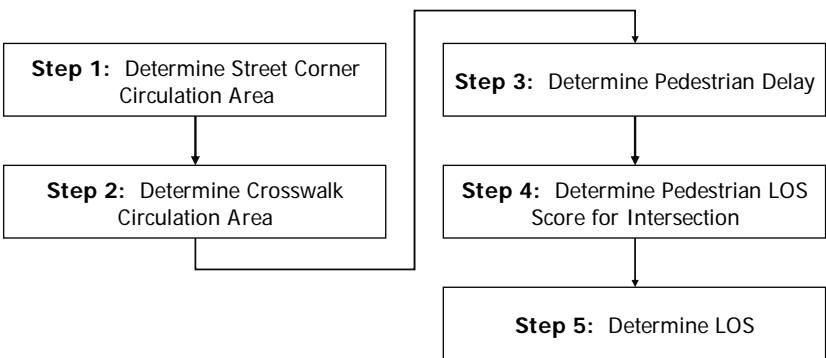 Step 1: Determine Street Corner
Circulation Area
Step 2: Determine Crosswalk
Circulation Area
Step 3: Determine Pedestrian Delay
Step 4: Determine Pedestrian LOS
Score for Intersection
Step 5: Determine LOS